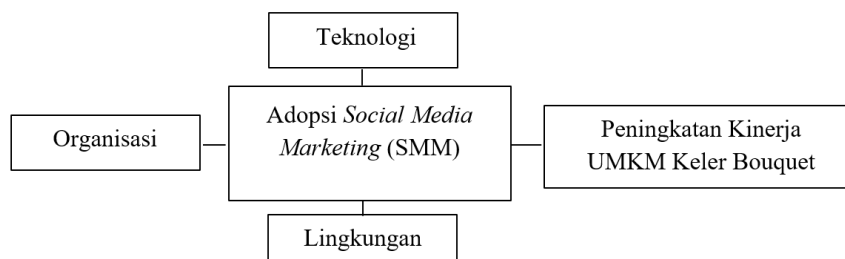 Teknologi
Adopsi Social Media
Marketing (SMM)
Organisasi
Peningkatan Kinerja
UMKM Keler Bouquet
Lingkungan